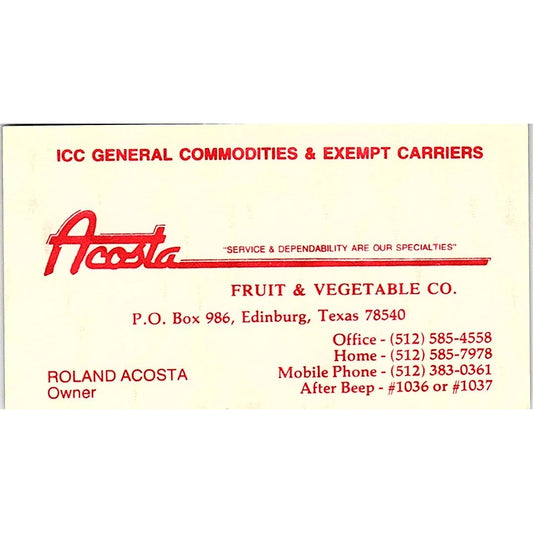 ICC GENERAL COMMODITIES & EXEMPT CARRIERS
Acosta
"SERVICE & DEPENDABILITY ARE OUR SPECIALTIES"
FRUIT & VEGETABLE CO.
P.O. Box 986, Edinburg, Texas 78540
Office - (512) 585-4558
Home - (512) 585-7978
Mobile Phone - (512) 383-0361
After Beep - #1036 or #1037
ROLAND ACOSTA
Owner